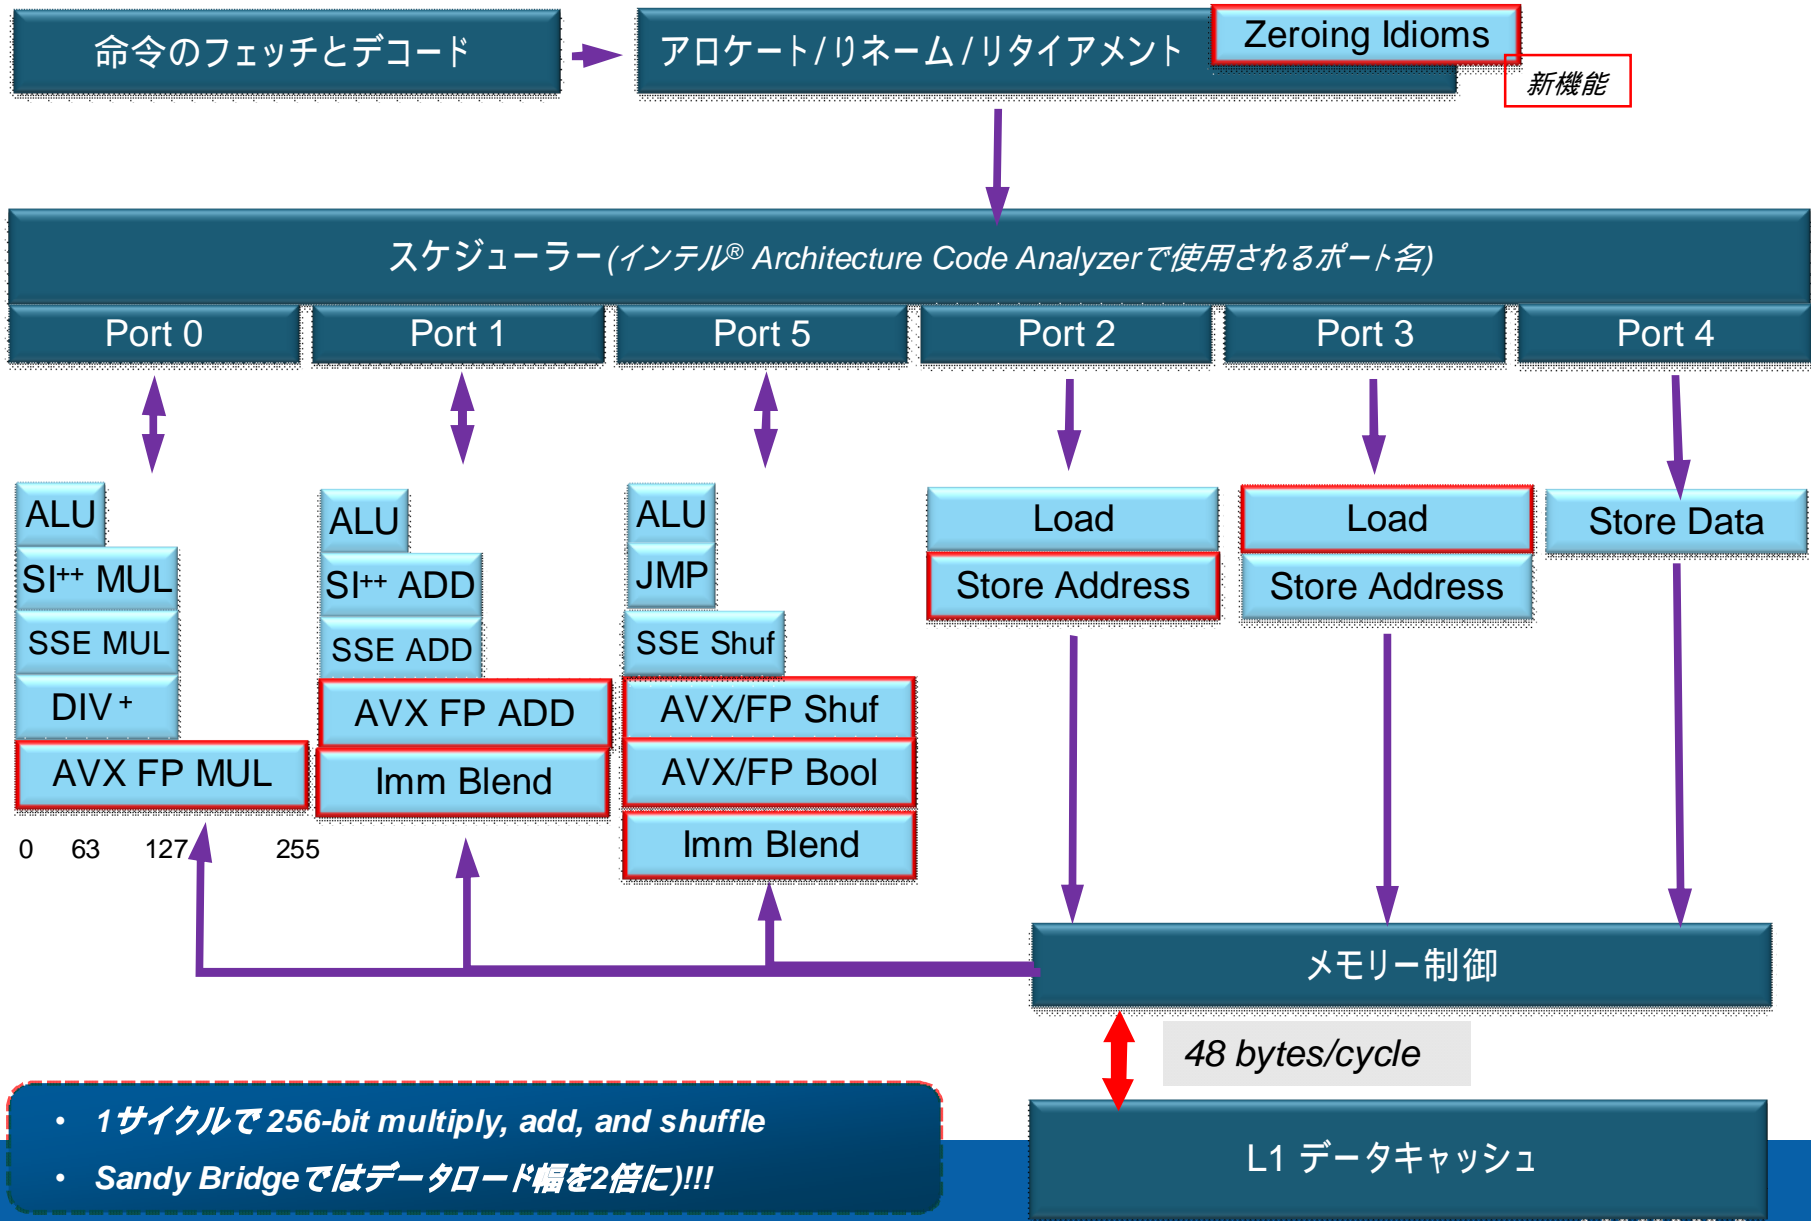 命令のフェッチとデコード
アロケート/りネーム/リタイアメント
Zeroing Idioms
新機能
スケジューラー(インテル® Architecture Code Analyzerで使用されるポート名)
Port 0
Port 1
Port 5
Port 2
Port 3
Port 4
ALU
SI++ MUL
SSE MUL
DIV+
AVX FP MUL
0 63 127 255
ALU
SI++ ADD
SSE ADD
AVX FP ADD
Imm Blend
ALU
JMP
SSE Shuf
AVX/FP Shuf
AVX/FP Bool
Imm Blend
Load
Store Address
Load
Store Address
Store Data
メモリー制御
48 bytes/cycle
L1 データキャッシュ
• 1サイクルで 256-bit multiply, add, and shuffle
• Sandy Bridgeではデータロード幅を2倍に)!!!